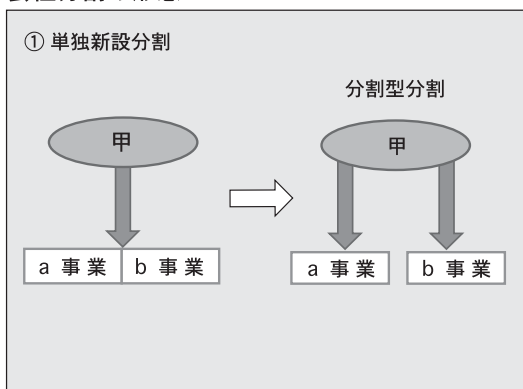 ① 単独新設分割
分割型分割
甲
甲
a 事 業
b 事 業
a 事 業
b 事 業